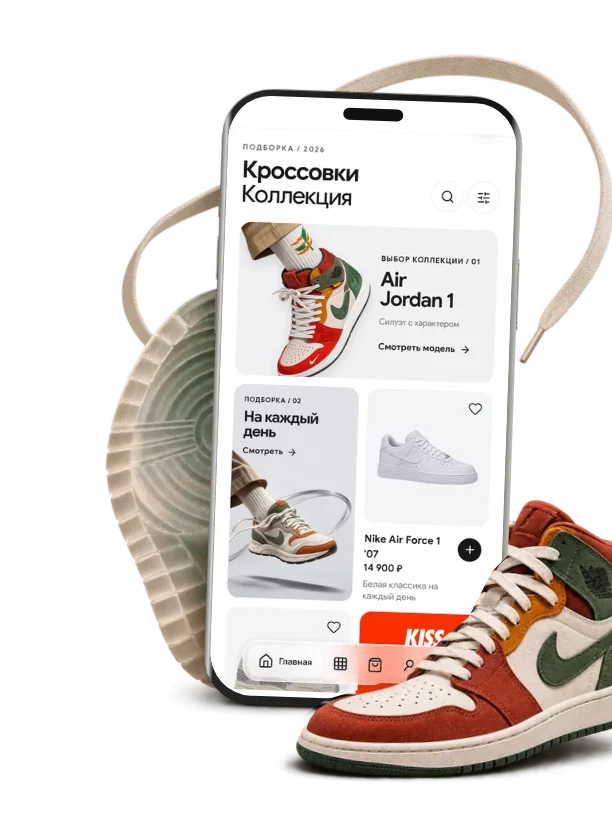 ПОДБОРКА / 2026
Кроссовки
Коллекция
ВЫБОР КОЛЛЕКЦИИ / 01
Air
Jordan 1
Силуэт с характером
Смотреть модель →
ПОДБОРКА / 02
На каждый
день
Смотреть →
Nike Air Force 1
'07
14 900 ₽
Белая классика на
каждый день
KISS
Главная